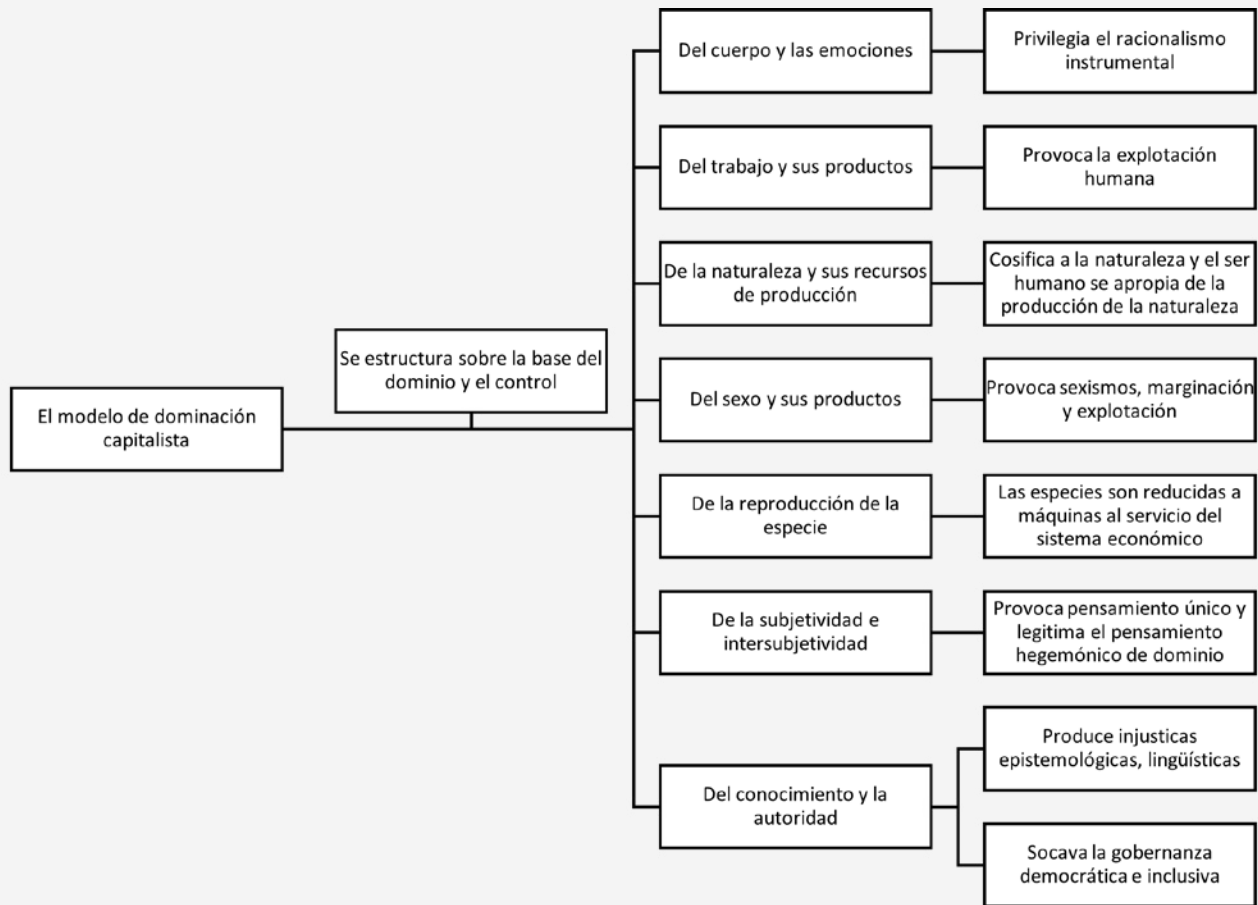 El modelo de dominación
capitalista
Se estructura sobre la base del
dominio y el control
Del cuerpo y las emociones
Privilegia el racionalismo
instrumental
Del trabajo y sus productos
Provoca la explotación
humana
De la naturaleza y sus recursos
de producción
Cosifica a la naturaleza y el ser
humano se apropia de la
producción de la naturaleza
Del sexo y sus productos
Provoca sexismos, marginación
y explotación
De la reproducción de la
especie
Las especies son reducidas a
máquinas al servicio del
sistema económico
De la subjetividad e
intersubjetividad
Provoca pensamiento único y
legitima el pensamiento
hegemónico de dominio
Del conocimiento y la
autoridad
Produce injusticas
epistemológicas, lingüísticas
Socava la gobernanza
democrática e inclusiva